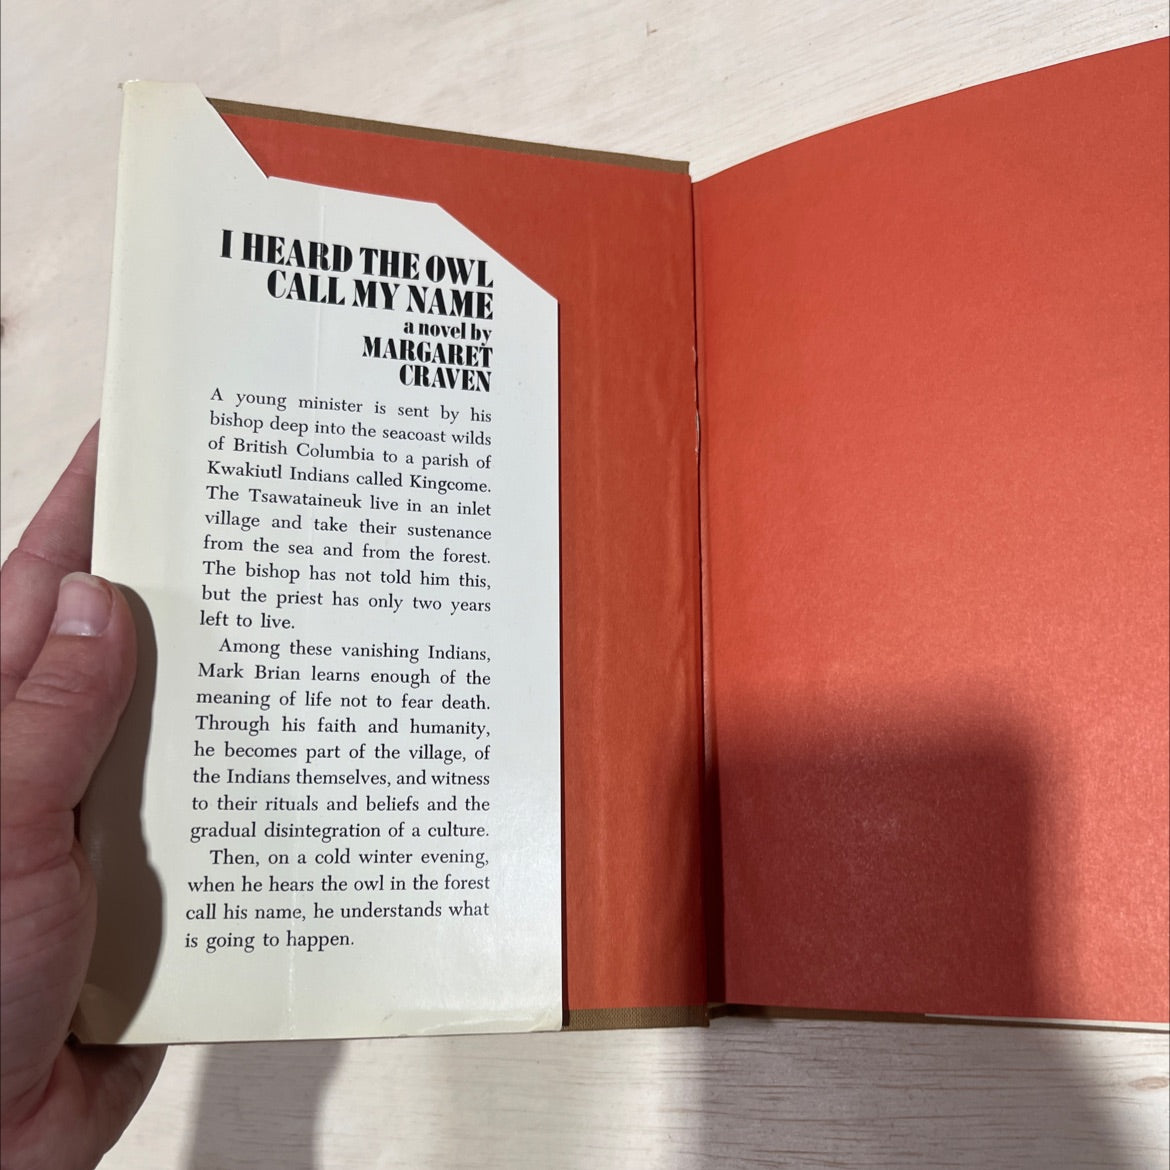 I HEARD THE OWL
CALL MY NAME
a novel by
MARGARET
CRAVEN
A young minister is sent by his
bishop deep into the seacoast wilds
of British Columbia to a parish of
Kwakiutl Indians called Kingcome.
The Tsawataineuk live in an inlet
village and take their sustenance
from the sea and from the forest.
The bishop has not told him this,
but the priest has only two years
left to live.
Among these vanishing Indians,
Mark Brian learns enough of the
meaning of life not to fear death.
Through his faith and humanity,
he becomes part of the village, of
the Indians themselves, and witness
to their rituals and beliefs and the
gradual disintegration of a culture.
Then, on a cold winter evening,
when he hears the owl in the forest
call his name, he understands what
is going to happen.